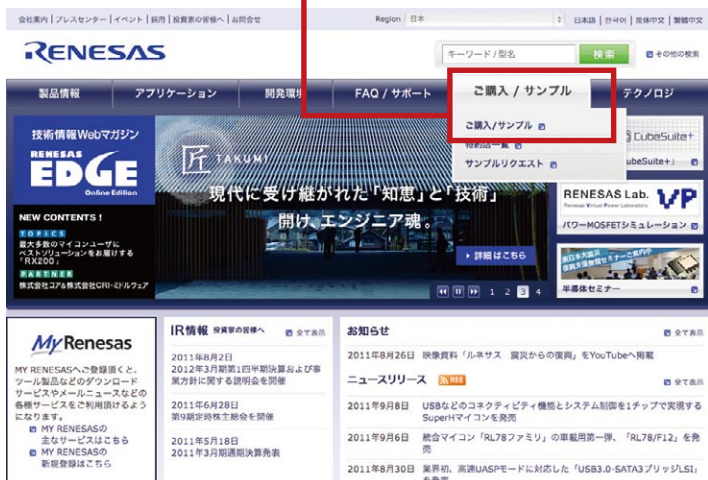 会社案内 | プレスセンター | イベント | 採用 | 投資家の皆様へ | お問合せ
Region 日本
日本語 | 한국어 | 简体中文 | 繁體中文
RENESAS
キーワード / 型名
検索
その他の検索
製品情報
アプリケーション
開発環境
FAQ / サポート
ご購入 / サンプル
テクノロジ
ご購入/サンプル
特約店一覧
サンプルリクエスト
技術情報Webマガジン
RENESAS
EDGE
Online Edition
NEW CONTENTS !
TOPICS
最大多数のマイコンユーザに
ベストソリューションをお届けする
「RX200」
PARTNER
株式会社コア&株式会社CRI・ミドルウェア
匠 TAKUMI
現代に受け継がれた「知恵」と「技術」
開け、エンジニア魂。
詳細はこちら
1 2 3 4
CubeSuite+
ubeSuite+」
RENESAS Lab.
Renesas Virtual Power Laboratory
VP
パワーMOSFETシミュレーション
東日本大震災
復興支援無償セミナーご案内中
半導体セミナー
My Renesas
MY RENESASへご登録頂くと、
ツール製品などのダウンロード
サービスやメールニュースなどの
各種サービスをご利用頂けるよう
になります。
MY RENESASの
主なサービスはこちら
MY RENESASの
新規登録はこちら
IR情報 投資家の皆様へ
全て表示
2011年8月2日
2012年3月期第1四半期決算および事
業方針に関する説明会を開催
2011年6月28日
第9期定時株主総会を開催
2011年5月18日
2011年3月期通期決算発表
お知らせ
全て表示
2011年8月26日 映像資料「ルネサス 震災からの復興」をYouTubeへ掲載
ニュースリリース RSS
全て表示
2011年9月8日 USBなどのコネクティビティ機能とシステム制御を1チップで実現する
SuperHマイコンを発売
2011年9月6日 統合マイコン「RL78ファミリ」の車載用第一弾、「RL78/F12」を発
売
2011年8月30日 業界初、高速UASPモードに対応した「USB3.0-SATA3ブリッジLSI」